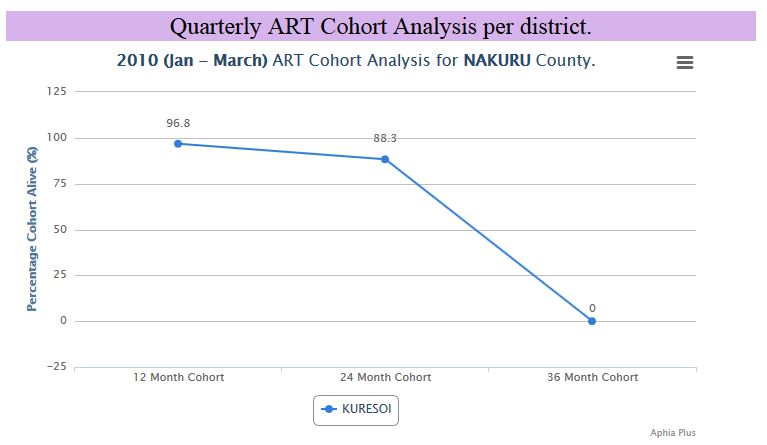 Quarterly ART Cohort Analysis per district.
2010 (Jan – March) ART Cohort Analysis for NAKURU County.
125
100
75
50
25
0
−25
Percentage Cohort Alive (%)
96.8
88.3
0
12 Month Cohort
24 Month Cohort
36 Month Cohort
KURESOI
Aphia Plus